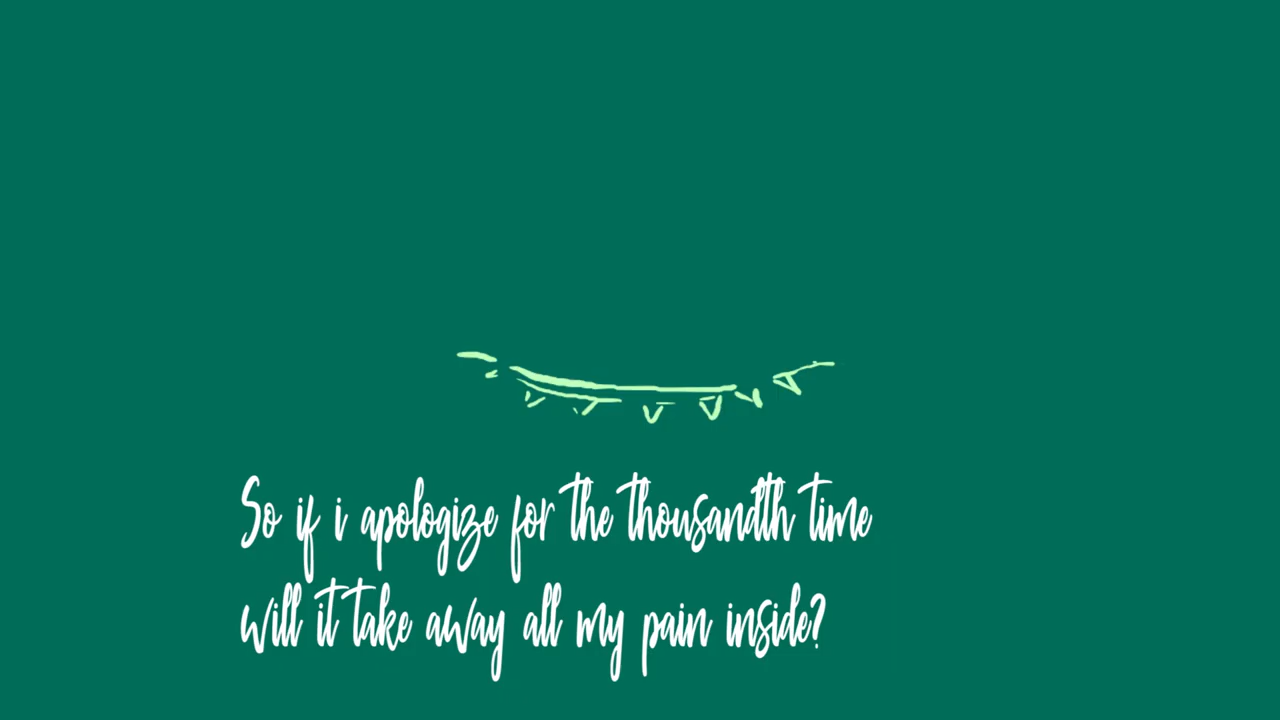 So if i apologize for the thousandth time
will it take away all my pain inside?